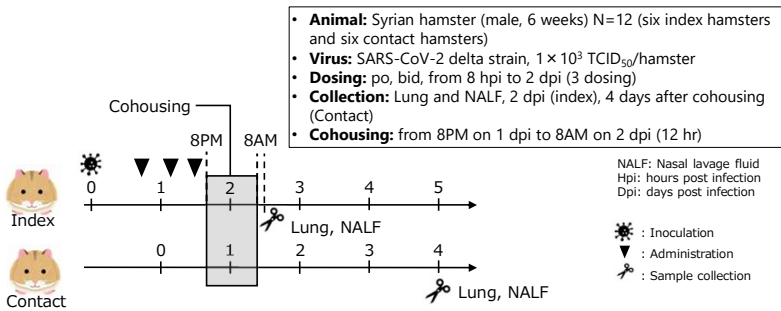 • Animal: Syrian hamster (male, 6 weeks) N=12 (six index hamsters
and six contact hamsters)
• Virus: SARS-CoV-2 delta strain, 1×10³ TCID₅₀/hamster
• Dosing: po, bid, from 8 hpi to 2 dpi (3 dosing)
• Collection: Lung and NALF, 2 dpi (index), 4 days after cohousing
(Contact)
• Cohousing: from 8PM on 1 dpi to 8AM on 2 dpi (12 hr)
Cohousing
8PM 8AM
0 1 2 3 4 5
Index
Lung, NALF
0 1 2 3 4
Contact
Lung, NALF
NALF: Nasal lavage fluid
Hpi: hours post infection
Dpi: days post infection
: Inoculation
: Administration
: Sample collection